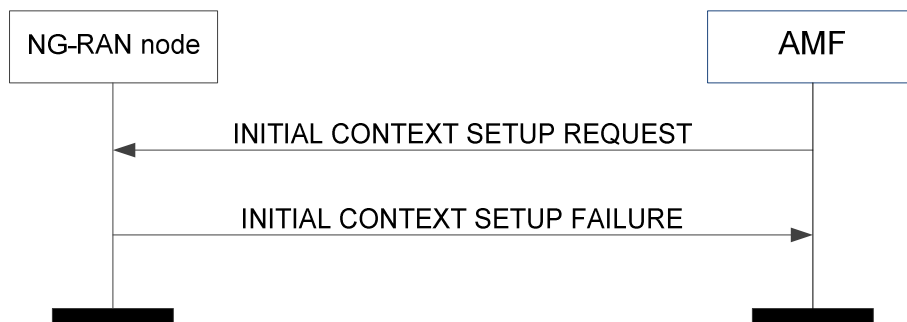 NG-RAN node
AMF
INITIAL CONTEXT SETUP REQUEST
INITIAL CONTEXT SETUP FAILURE